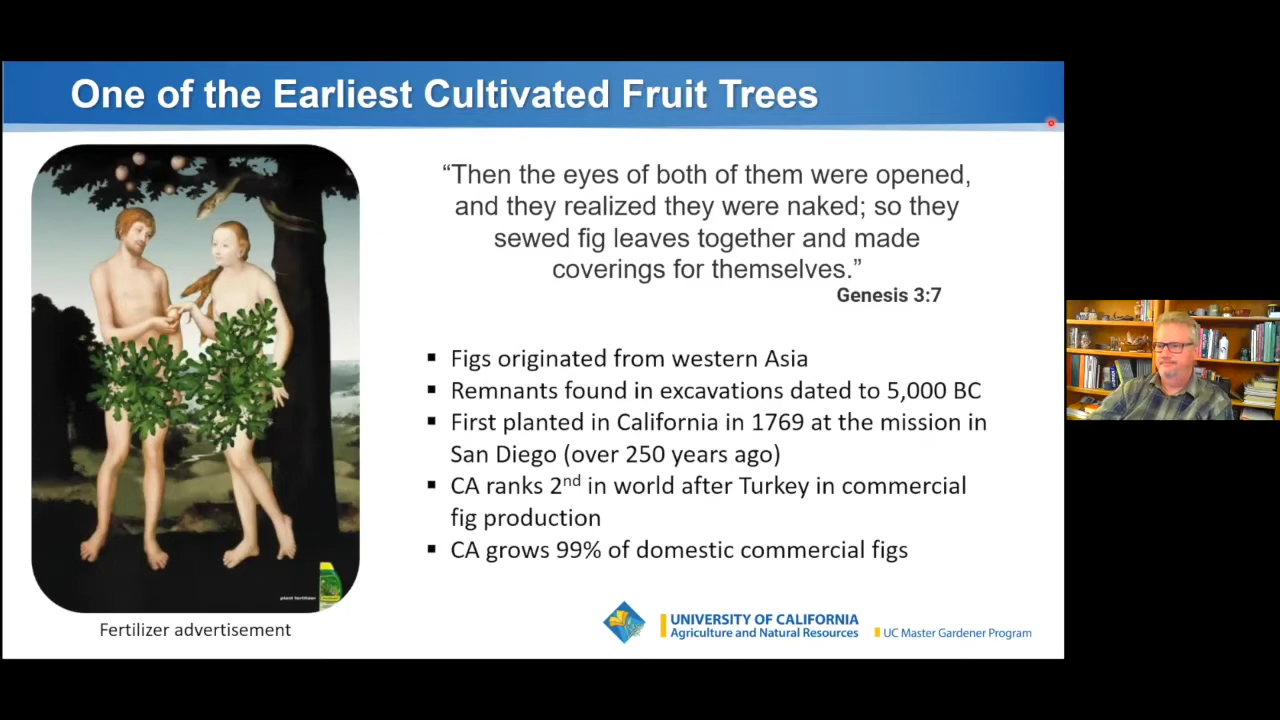 One of the Earliest Cultivated Fruit Trees
“Then the eyes of both of them were opened,
and they realized they were naked; so they
sewed fig leaves together and made
coverings for themselves.”
Genesis 3:7
▪ Figs originated from western Asia
▪ Remnants found in excavations dated to 5,000 BC
▪ First planted in California in 1769 at the mission in
San Diego (over 250 years ago)
▪ CA ranks 2nd in world after Turkey in commercial
fig production
▪ CA grows 99% of domestic commercial figs
plant fertilizer
Fertilizer advertisement
UNIVERSITY OF CALIFORNIA
Agriculture and Natural Resources
UC Master Gardener Program